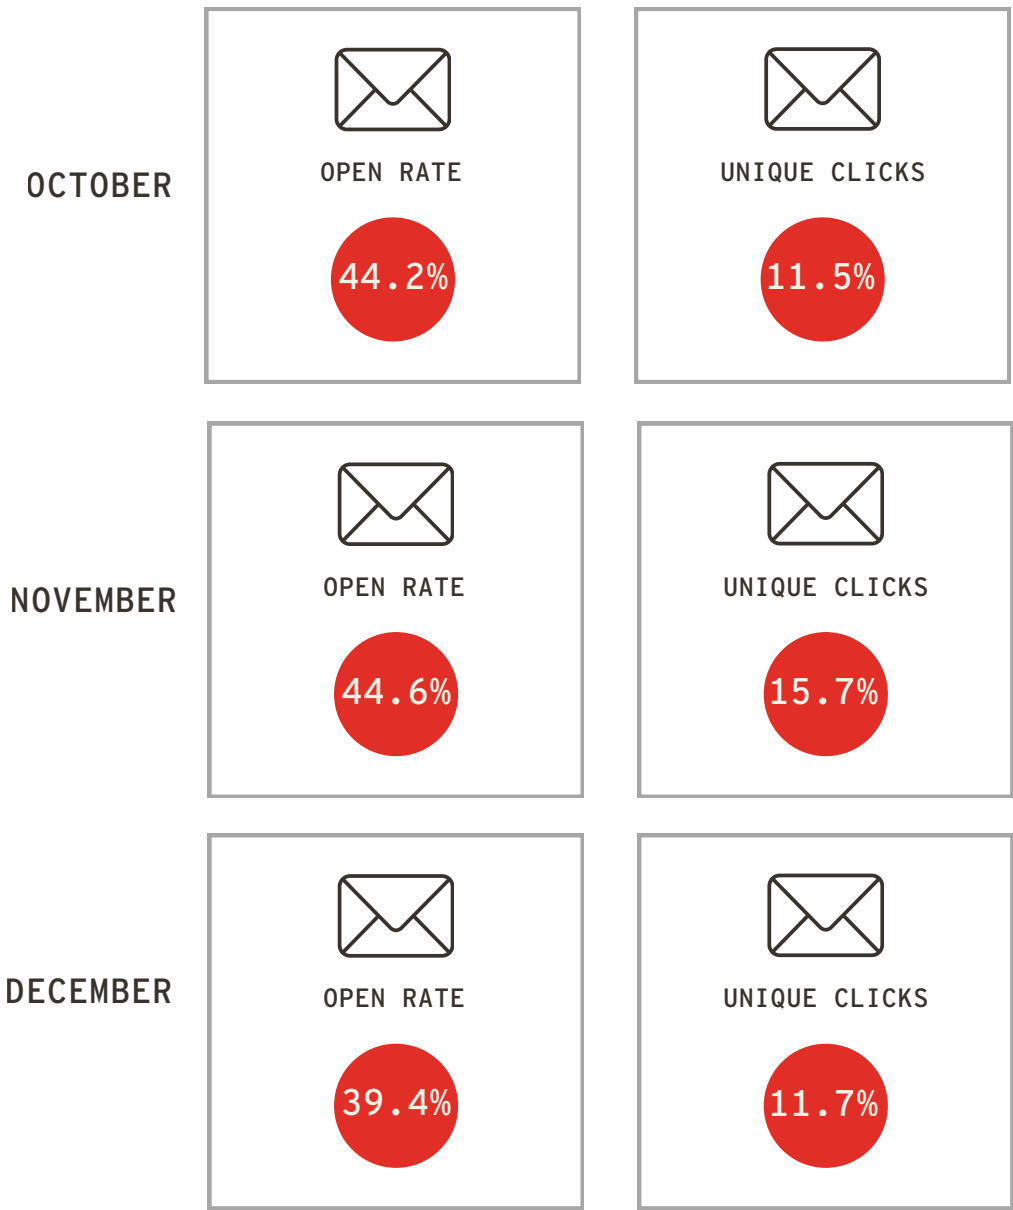 OPEN RATE
UNIQUE CLICKS
OCTOBER
44.2%
11.5%
OPEN RATE
UNIQUE CLICKS
NOVEMBER
44.6%
15.7%
DECEMBER
OPEN RATE
UNIQUE CLICKS
39.4%
11.7%